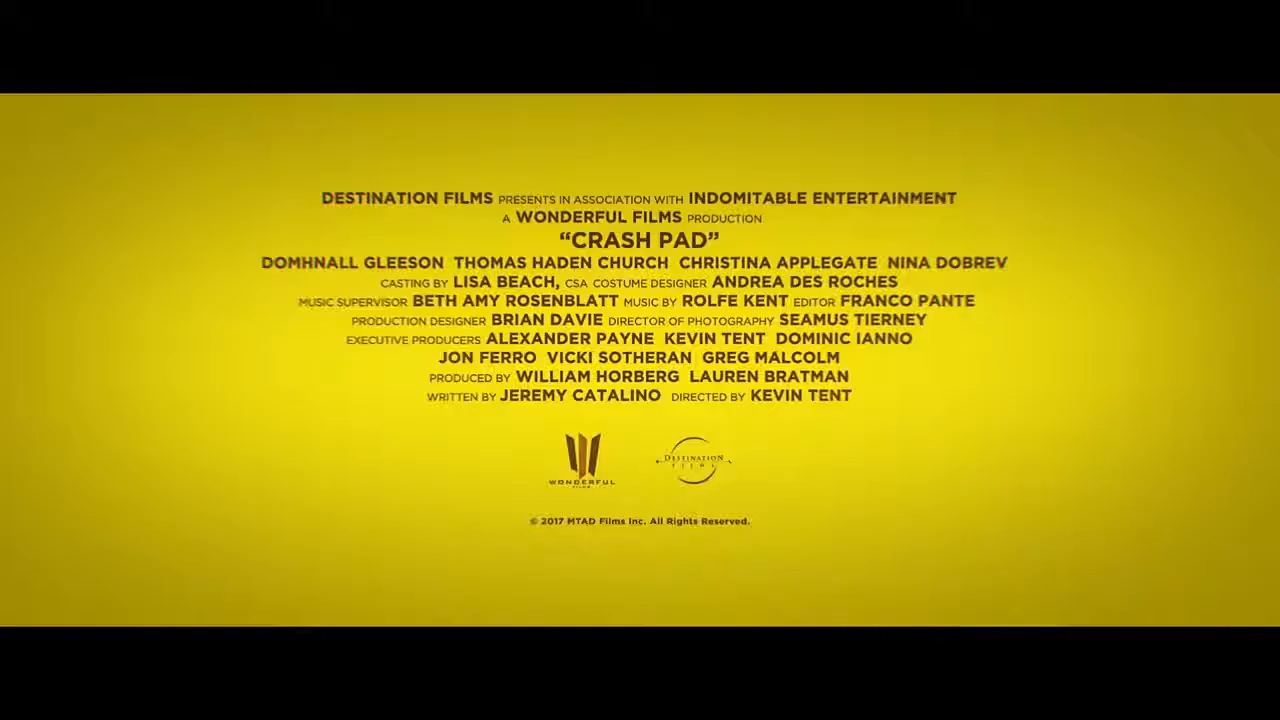 DESTINATION FILMS PRESENTS IN ASSOCIATION WITH INDOMITABLE ENTERTAINMENT
A WONDERFUL FILMS PRODUCTION
“CRASH PAD”
DOMHNALL GLEESON THOMAS HADEN CHURCH CHRISTINA APPLEGATE NINA DOBREV
CASTING BY LISA BEACH, CSA COSTUME DESIGNER ANDREA DES ROCHES
MUSIC SUPERVISOR BETH AMY ROSENBLATT MUSIC BY ROLFE KENT EDITOR FRANCO PANTE
PRODUCTION DESIGNER BRIAN DAVIE DIRECTOR OF PHOTOGRAPHY SEAMUS TIERNEY
EXECUTIVE PRODUCERS ALEXANDER PAYNE KEVIN TENT DOMINIC IANNO
JON FERRO VICKI SOTHERAN GREG MALCOLM
PRODUCED BY WILLIAM HORBERG LAUREN BRATMAN
WRITTEN BY JEREMY CATALINO DIRECTED BY KEVIN TENT
WONDERFUL
FILMS
DESTINATION
FILMS
© 2017 MTAD Films Inc. All Rights Reserved.